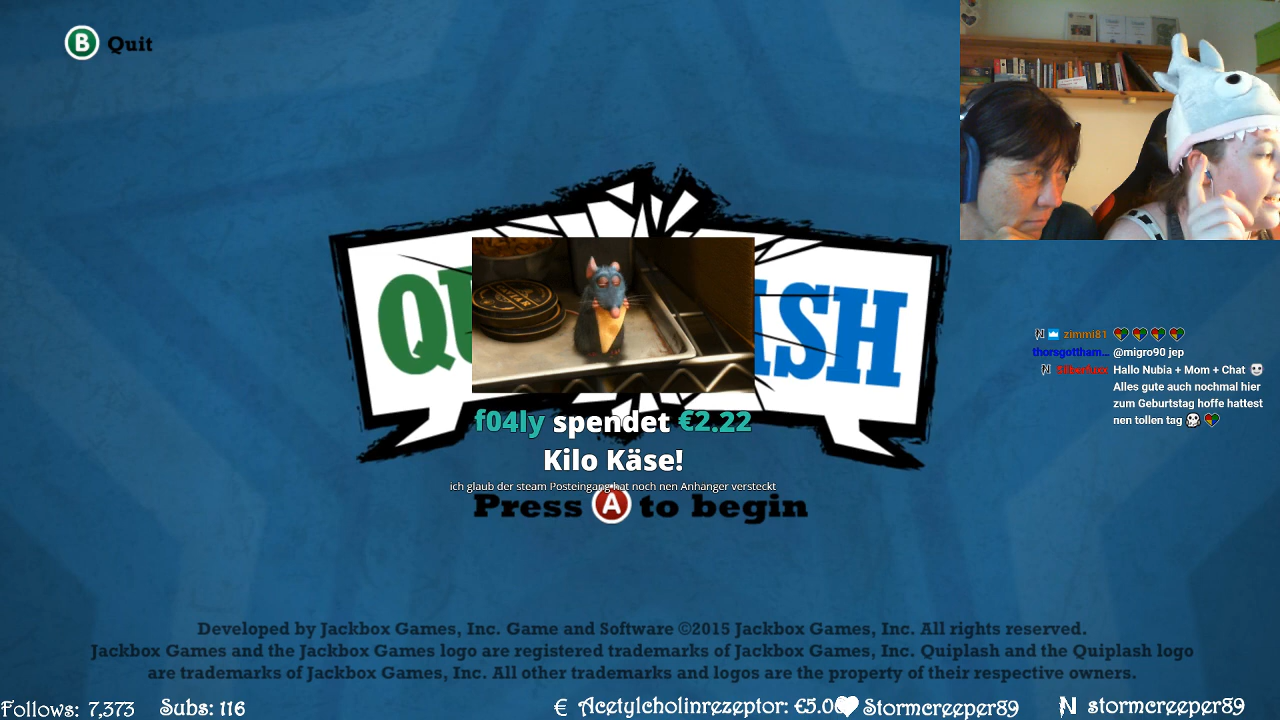 B Quit
QU ASH
CAVIAR
f04ly spendet €2.22
Kilo Käse!
ich glaub der steam Posteingang hat noch nen Anhänger versteckt
Press A to begin
zimmi81
thorsgottham... @migro90 jep
Silberfuxx Hallo Nubia + Mom + Chat
Alles gute auch nochmal hier
zum Geburtstag hoffe hattest
nen tollen tag
Developed by Jackbox Games, Inc. Game and Software ©2015 Jackbox Games, Inc. All rights reserved.
Jackbox Games and the Jackbox Games logo are registered trademarks of Jackbox Games, Inc. Quiplash and the Quiplash logo
are trademarks of Jackbox Games, Inc. All other trademarks and logos are the property of their respective owners.
Follows: 7,373 Subs: 116 € Acetylcholinrezeptor: €5.0 Stormcreeper89 N stormcreeper89